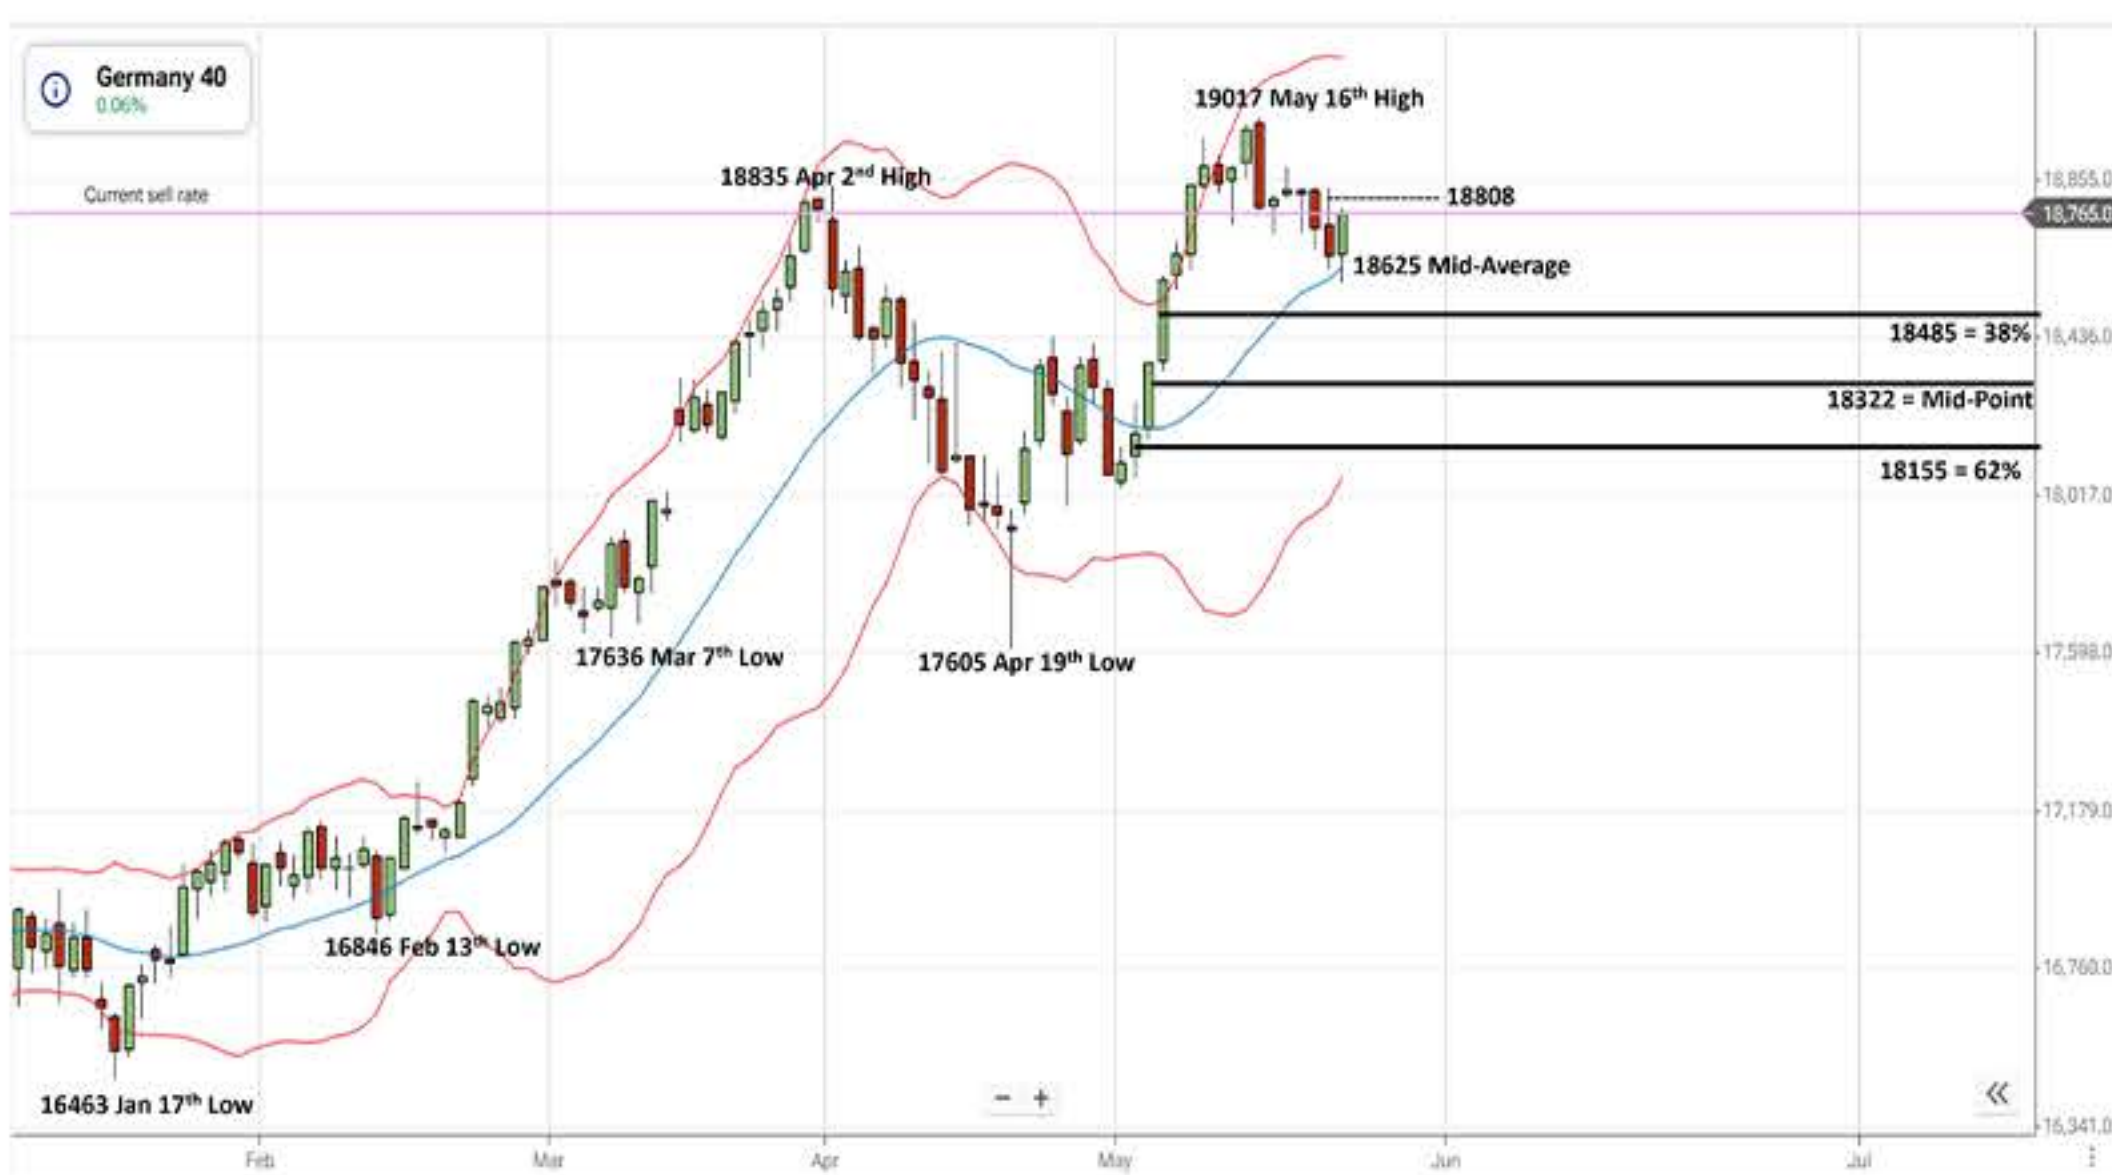 Germany 40
0.06%
19017 May 16th High
18835 Apr 2nd High
18,855.0
Current sell rate
18808
18,765.0
18625 Mid-Average
18485 = 38%
18,436.0
18322 = Mid-Point
18155 = 62%
18,017.0
17636 Mar 7th Low
17605 Apr 19th Low
17,598.0
17,179.0
16846 Feb 13th Low
16,760.0
16463 Jan 17th Low
− +
16,341.0
Feb Mar Apr May Jun Jul